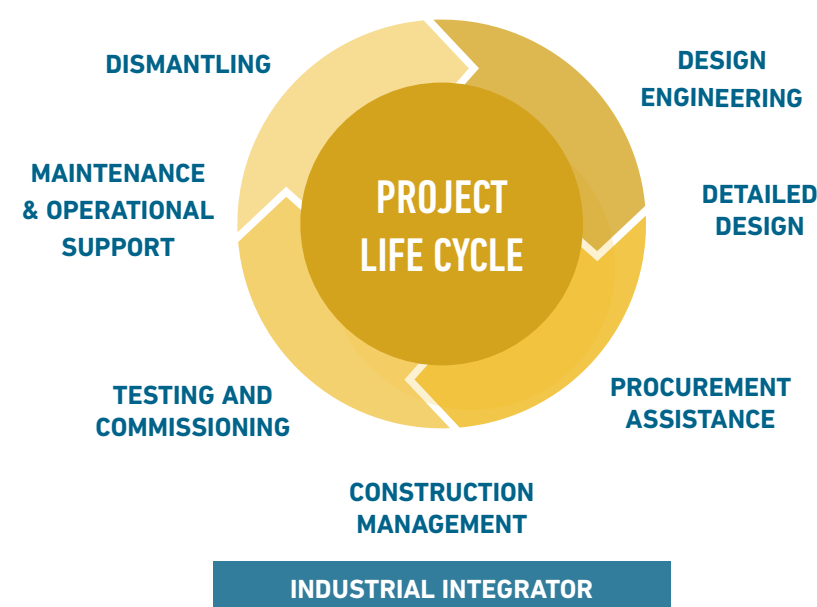 DISMANTLING
DESIGN
ENGINEERING
MAINTENANCE
& OPERATIONAL
SUPPORT
PROJECT
LIFE CYCLE
DETAILED
DESIGN
TESTING AND
COMMISSIONING
PROCUREMENT
ASSISTANCE
CONSTRUCTION
MANAGEMENT
INDUSTRIAL INTEGRATOR